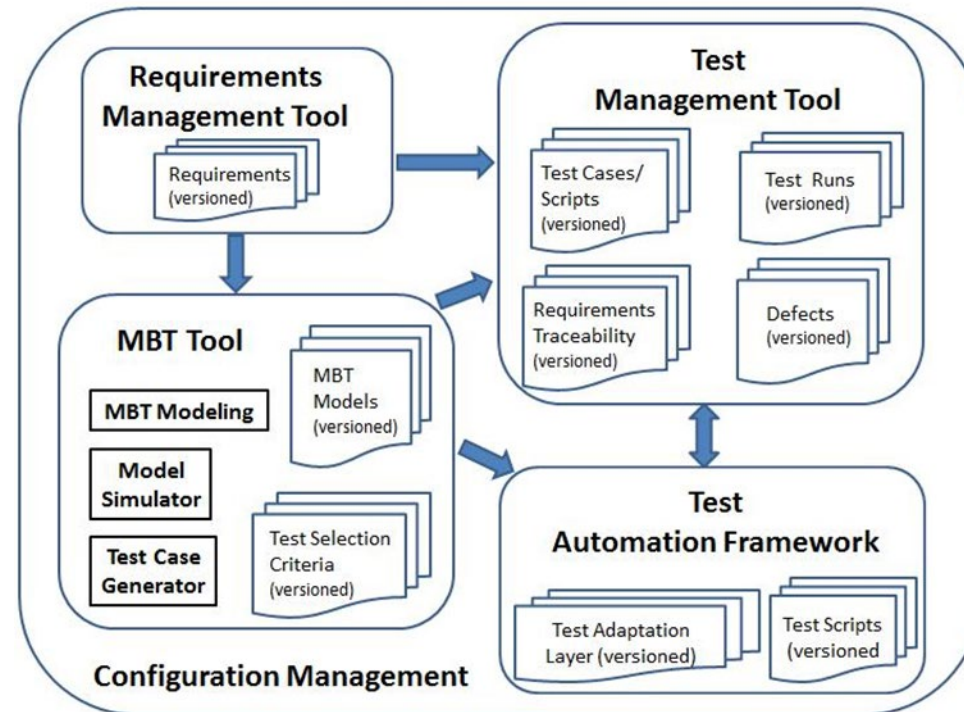 Requirements
Management Tool
Requirements
(versioned)
Test
Management Tool
Test Cases/
Scripts
(versioned)
Test Runs
(versioned)
Requirements
Traceability
(versioned)
Defects
(versioned)
MBT Tool
MBT Modeling
Model
Simulator
Test Case
Generator
MBT
Models
(versioned)
Test Selection
Criteria
(versioned)
Test
Automation Framework
Test Adaptation
Layer (versioned)
Test Scripts
(versioned
Configuration Management